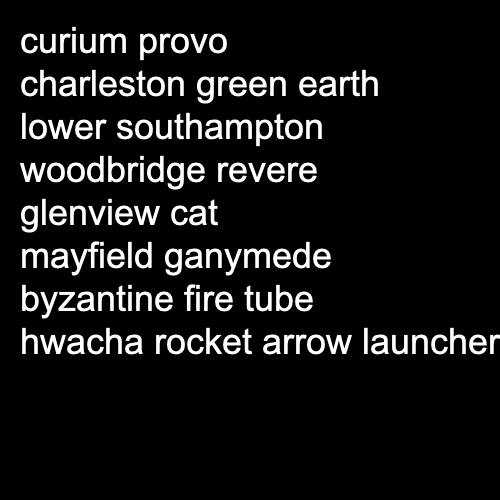 curium provo
charleston green earth
lower southampton
woodbridge revere
glenview cat
mayfield ganymede
byzantine fire tube
hwacha rocket arrow launcher